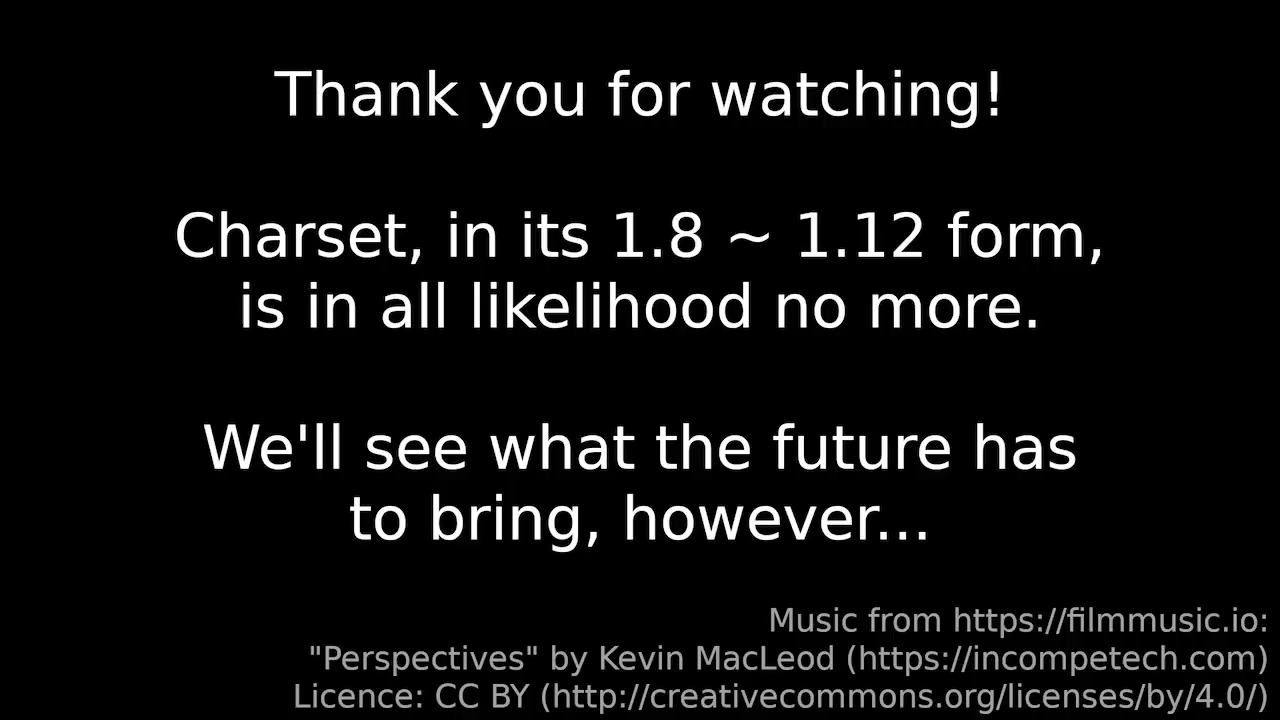 Thank you for watching!
Charset, in its 1.8 ~ 1.12 form,
is in all likelihood no more.
We'll see what the future has
to bring, however...
Music from https://filmmusic.io:
"Perspectives" by Kevin MacLeod (https://incompetech.com)
Licence: CC BY (http://creativecommons.org/licenses/by/4.0/)